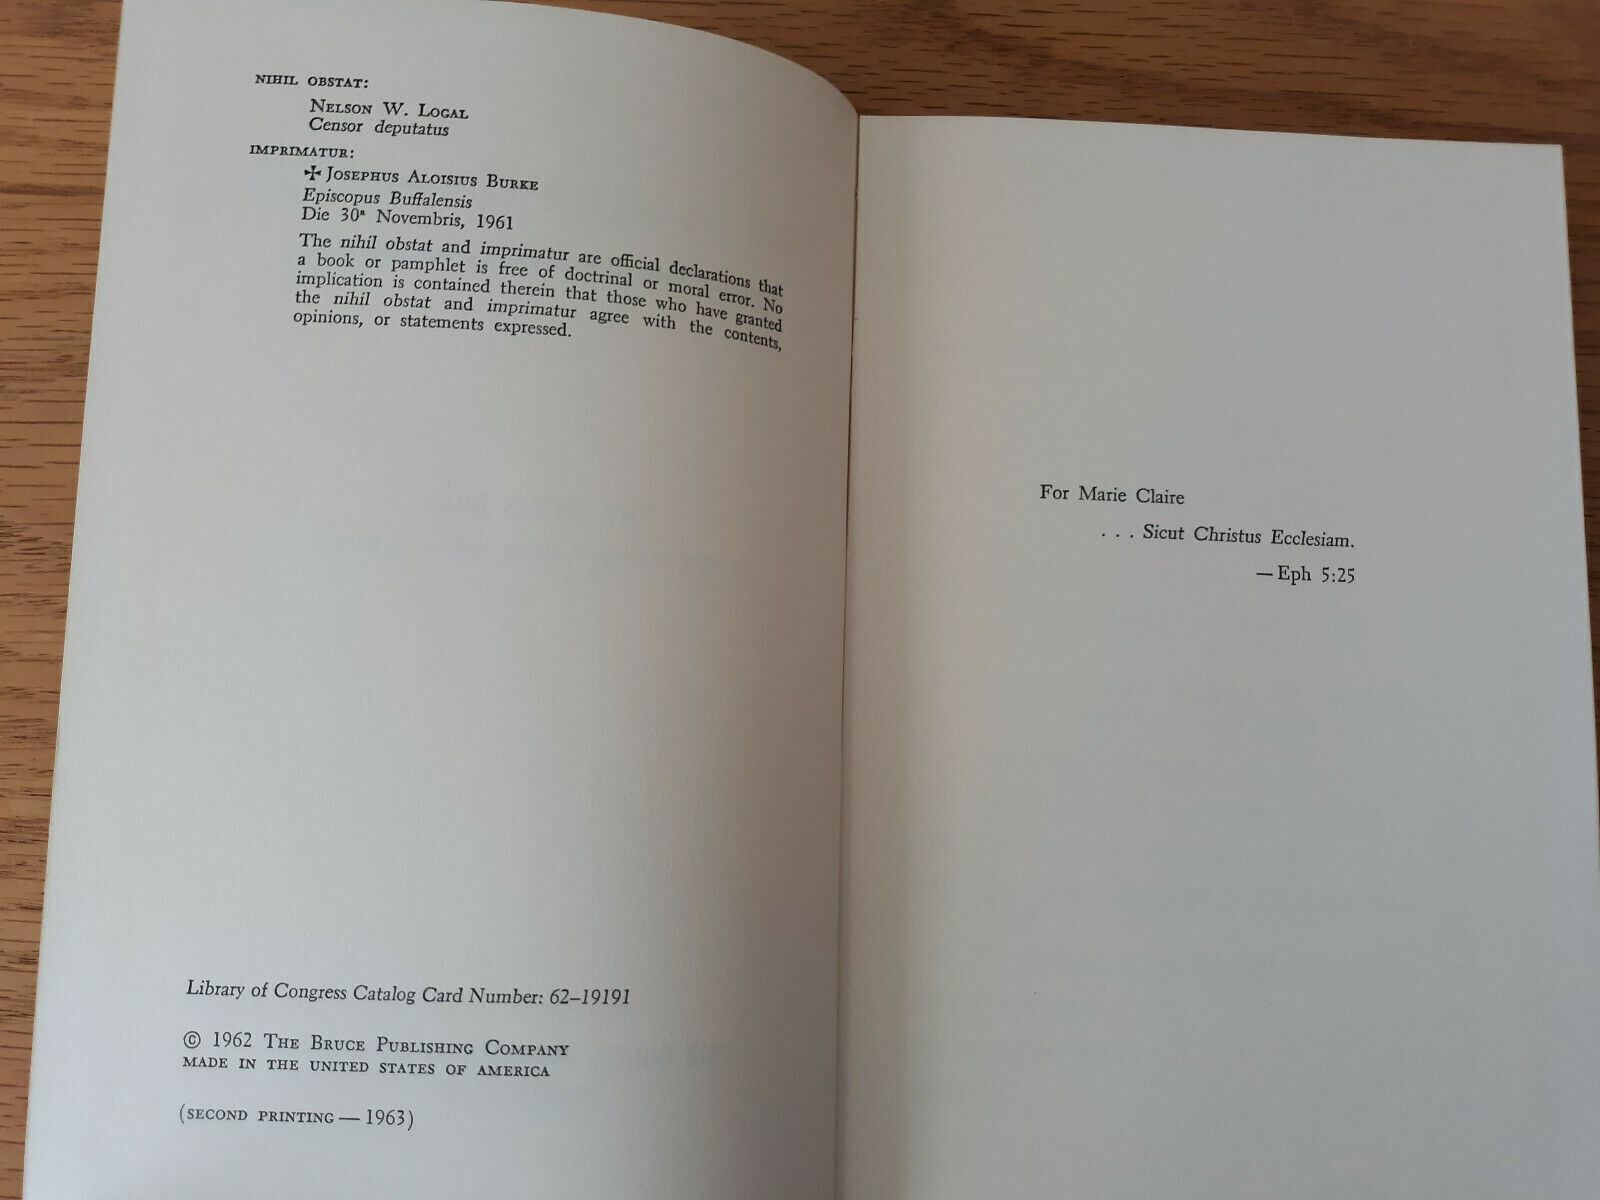 NIHIL OBSTAT:
NELSON W. LOGAL
Censor deputatus
IMPRIMATUR:
✠ JOSEPHUS ALOISIUS BURKE
Episcopus Buffalensis
Die 30ª Novembris, 1961
The nihil obstat and imprimatur are official declarations that
a book or pamphlet is free of doctrinal or moral error. No
implication is contained therein that those who have granted
the nihil obstat and imprimatur agree with the contents,
opinions, or statements expressed.
Library of Congress Catalog Card Number: 62–19191
© 1962 THE BRUCE PUBLISHING COMPANY
MADE IN THE UNITED STATES OF AMERICA
(SECOND PRINTING — 1963)
For Marie Claire
. . . Sicut Christus Ecclesiam.
— Eph 5:25